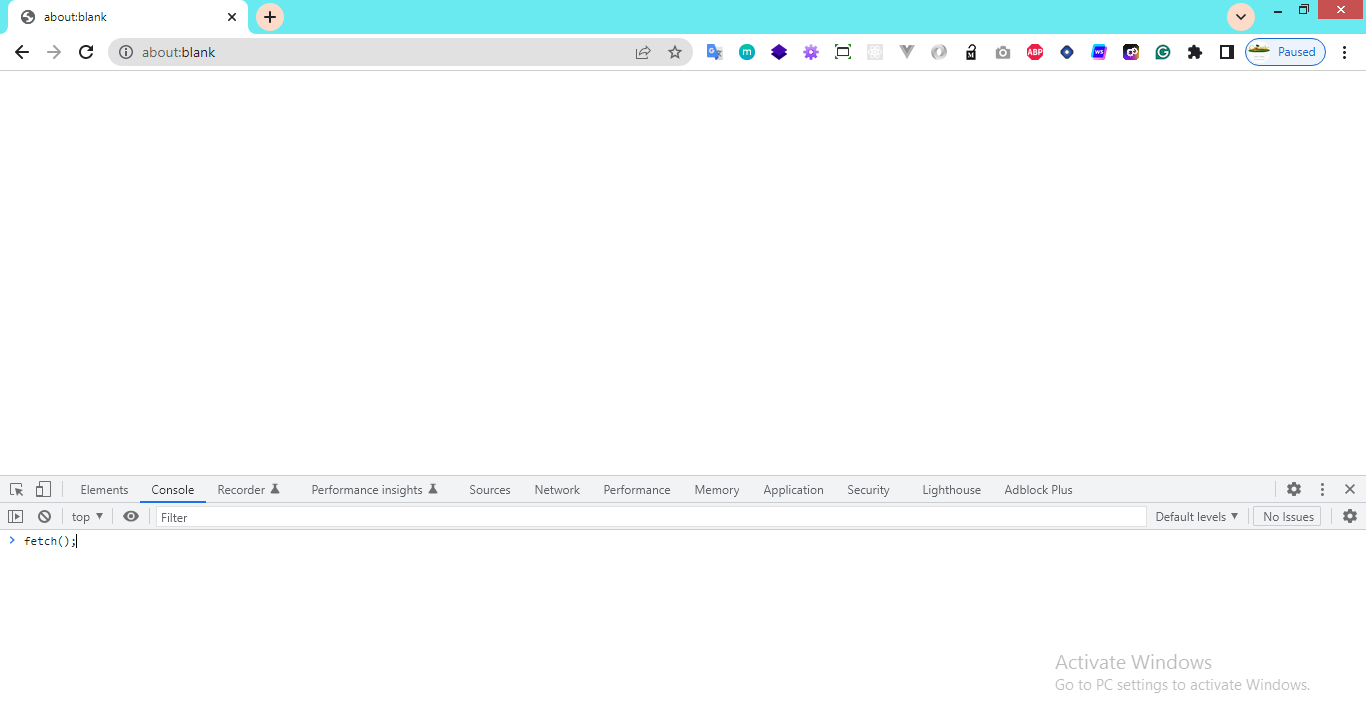 about:blank
about:blank
ABP
Paused
Elements Console Recorder Performance insights Sources Network Performance Memory Application Security Lighthouse Adblock Plus
top Filter Default levels No Issues
fetch();
Activate Windows
Go to PC settings to activate Windows.